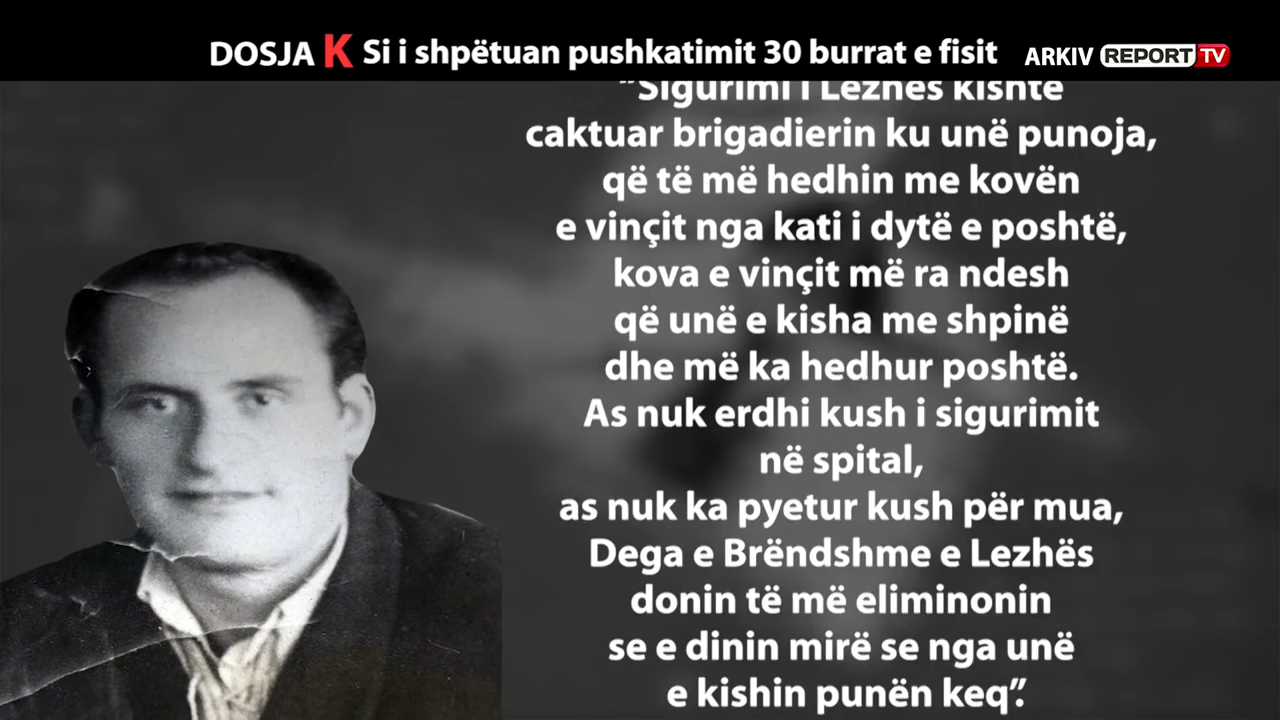 DOSJA K Si i shpëtuan pushkatimit 30 burrat e fisit ARKIV REPORT TV
"Sigurimi i Lezhës kishte
caktuar brigadierin ku unë punoja,
që të më hedhin me kovën
e vinçit nga kati i dytë e poshtë,
kova e vinçit më ra ndesh
që unë e kisha me shpinë
dhe më ka hedhur poshtë.
As nuk erdhi kush i sigurimit
në spital,
as nuk ka pyetur kush për mua,
Dega e Brëndshme e Lezhës
donin të më eliminonin
se e dinin mirë se nga unë
e kishin punën keq".